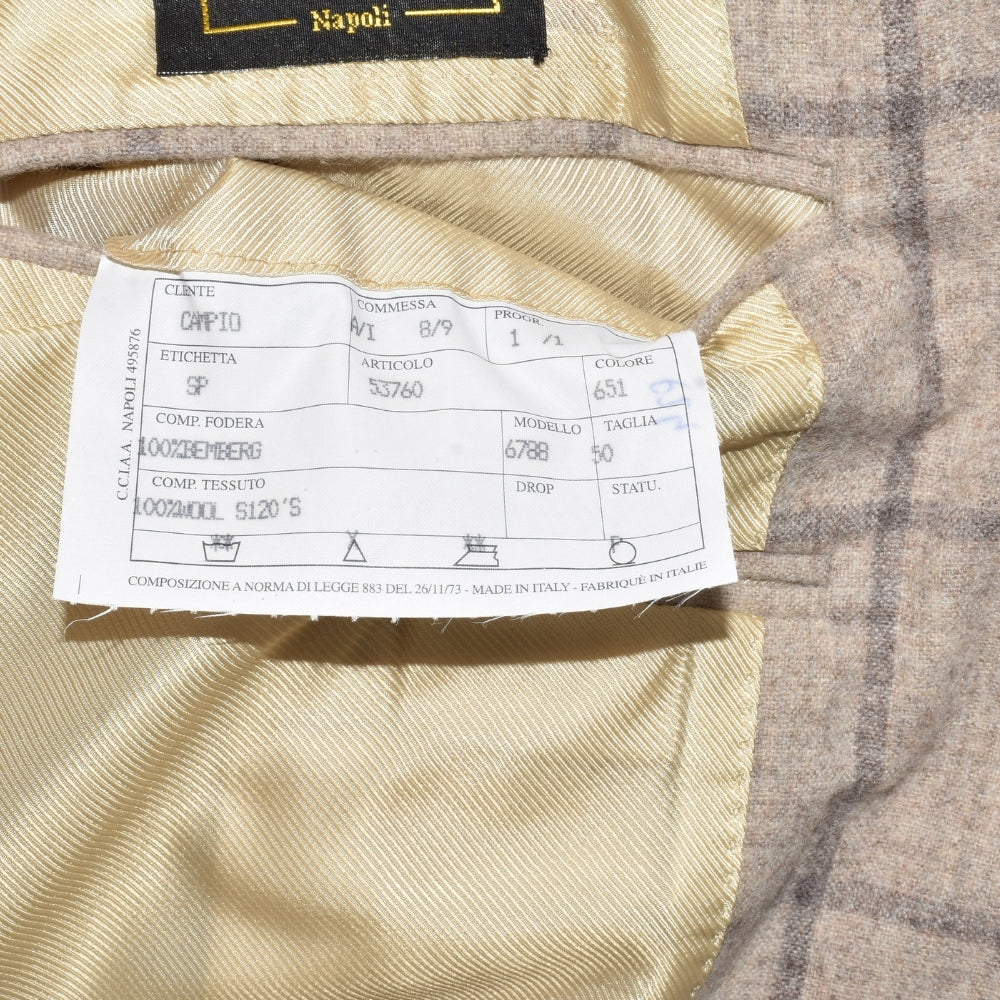 Napoli
C.C.I.A.A. NAPOLI 495876
CLIENTE COMMESSA PROGR.
CAMPIO A/I 8/9 1 /1
ETICHETTA ARTICOLO COLORE
SP 53760 651
COMP. FODERA MODELLO TAGLIA
100%BEMBERG 6788 50
COMP. TESSUTO DROP STATU.
100%WOOL S120'S
COMPOSIZIONE A NORMA DI LEGGE 883 DEL 26/11/73 - MADE IN ITALY - FABRIQUÈ IN ITALIE